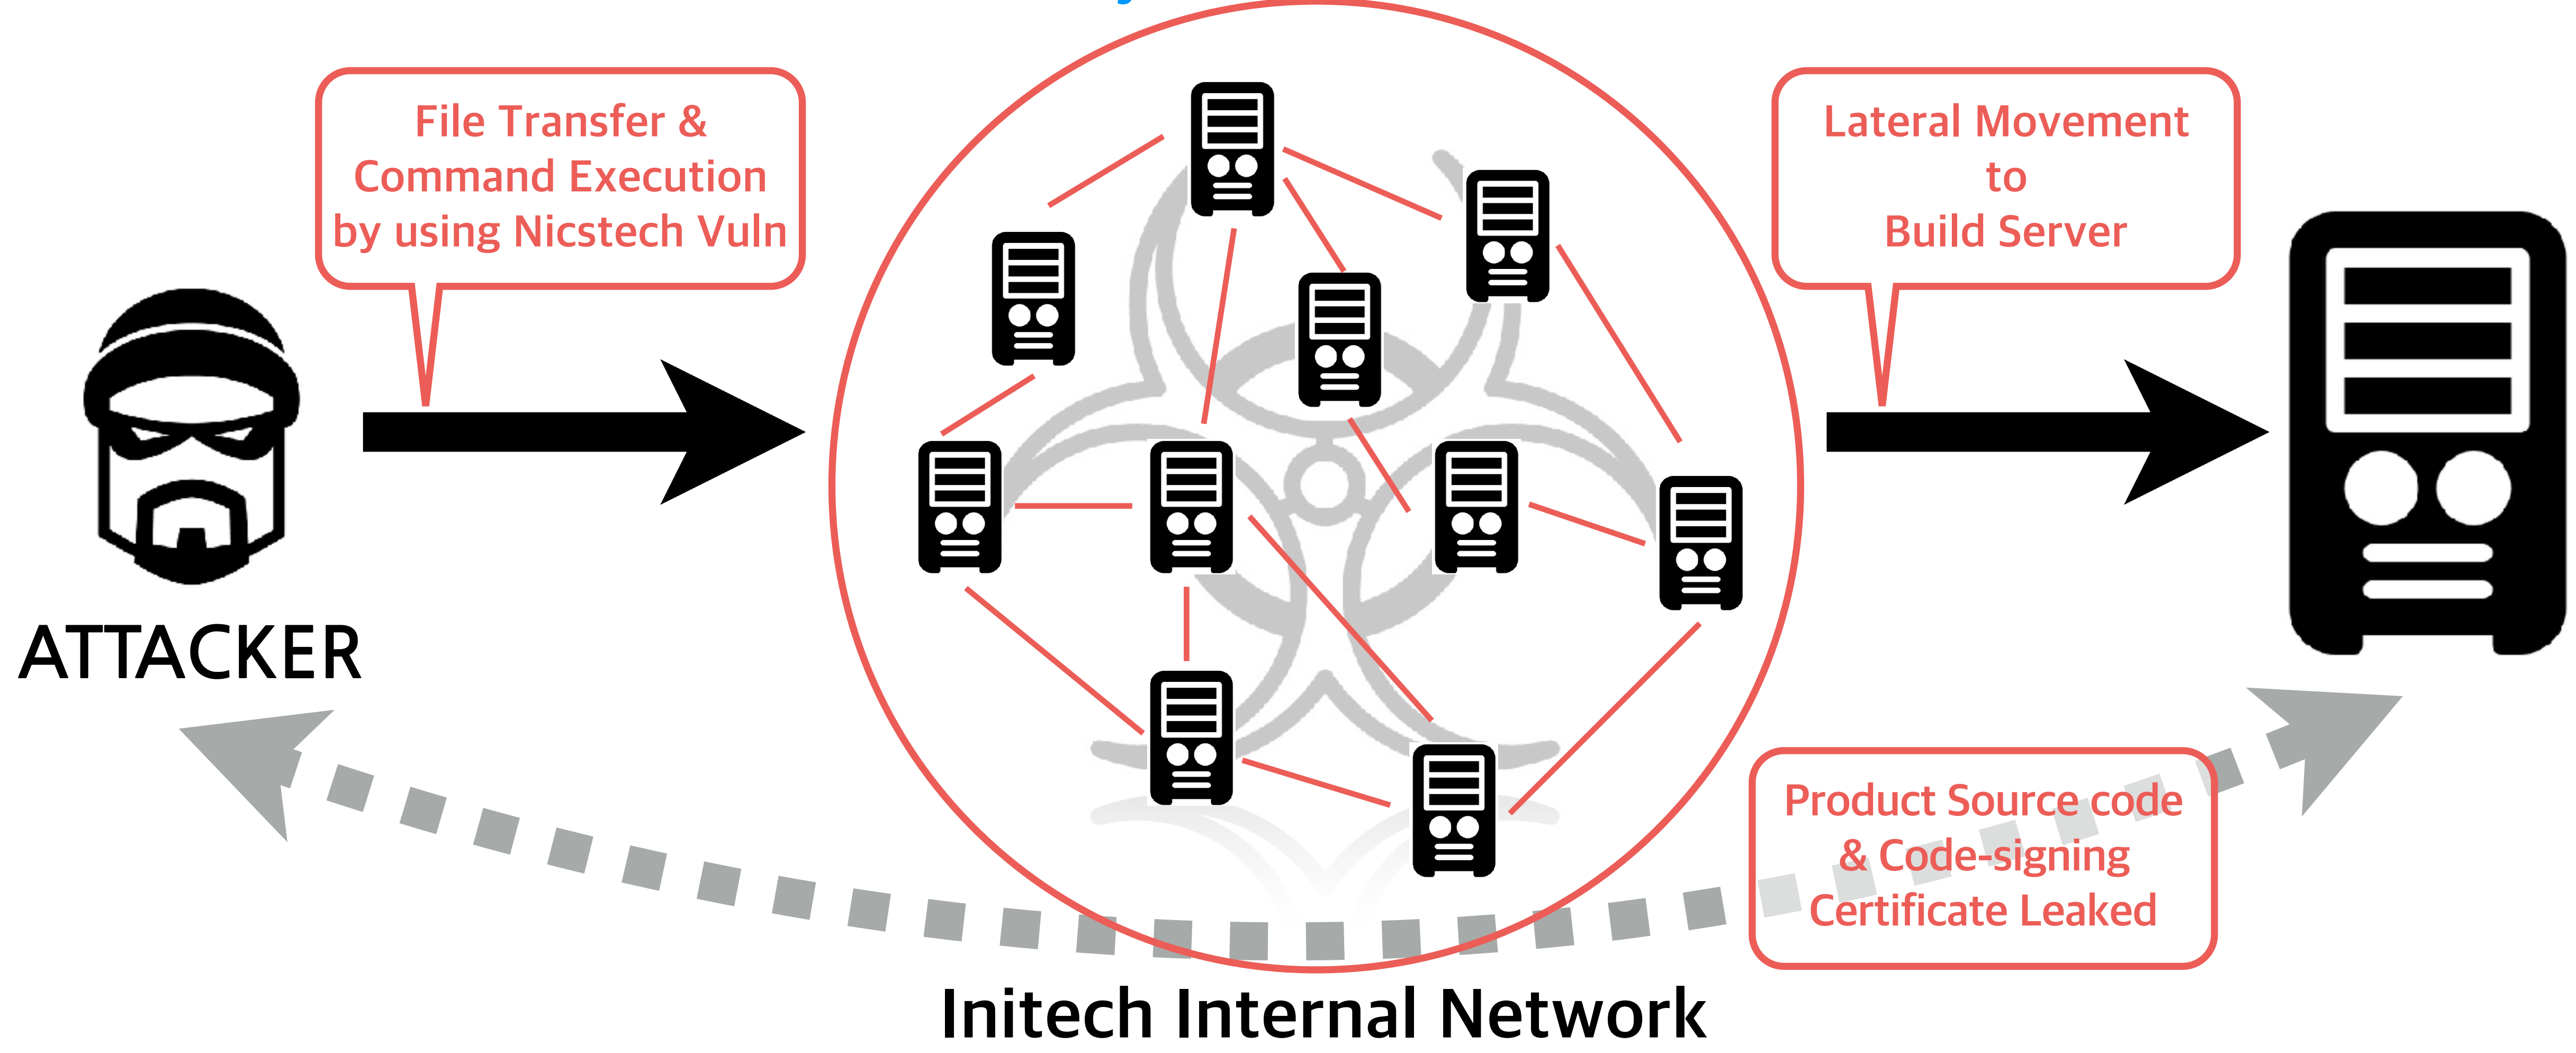 File Transfer &
Command Execution
by using Nicstech Vuln
Lateral Movement
to
Build Server
ATTACKER
Product Source code
& Code-signing
Certificate Leaked
Initech Internal Network